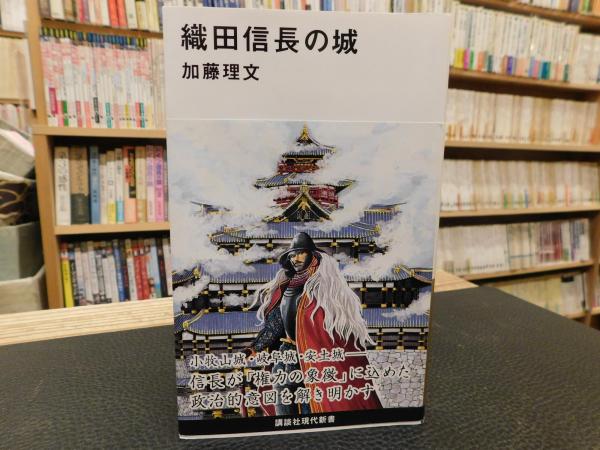 織田信長の城
加藤理文
小牧山城・岐阜城・安土城――
信長が「権力の象徴」に込めた
政治的意図を解き明かす
講談社現代新書